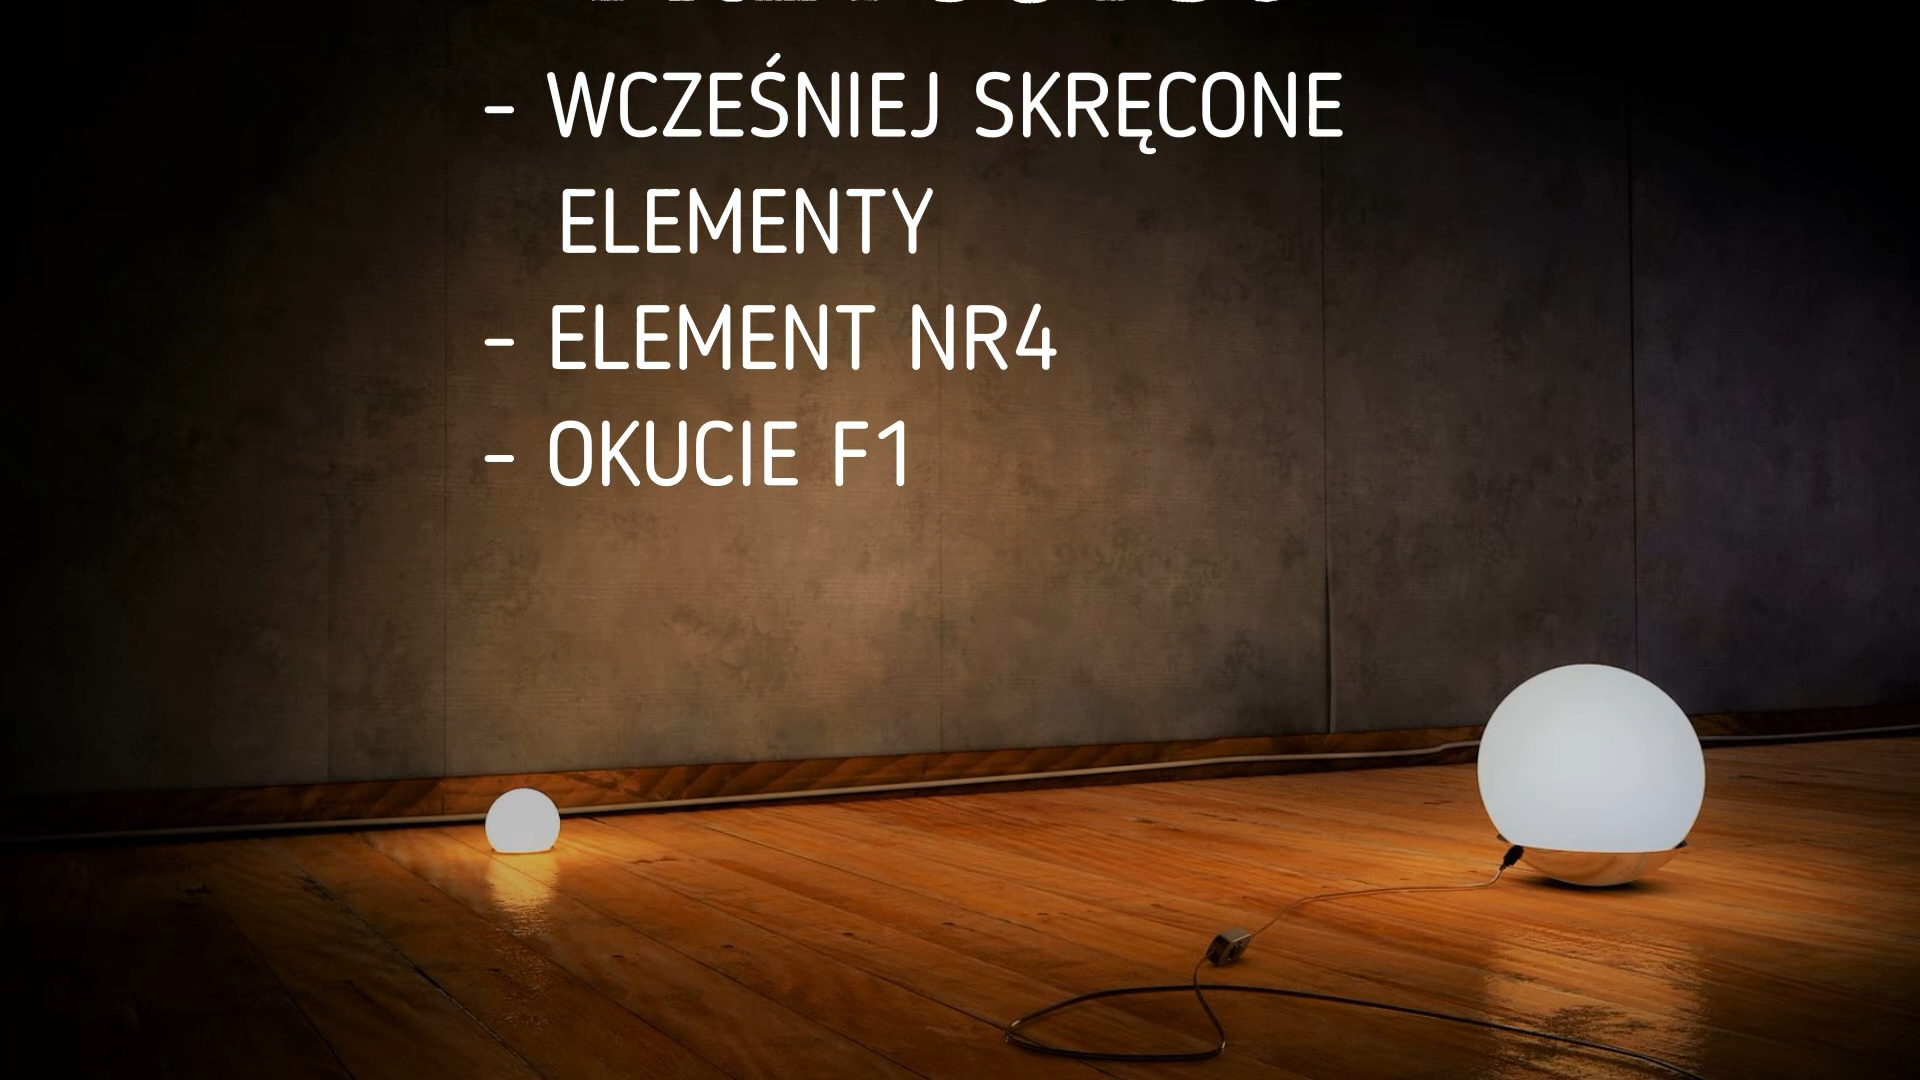 - WCZEŚNIEJ SKRĘCONE
ELEMENTY
- ELEMENT NR4
- OKUCIE F1